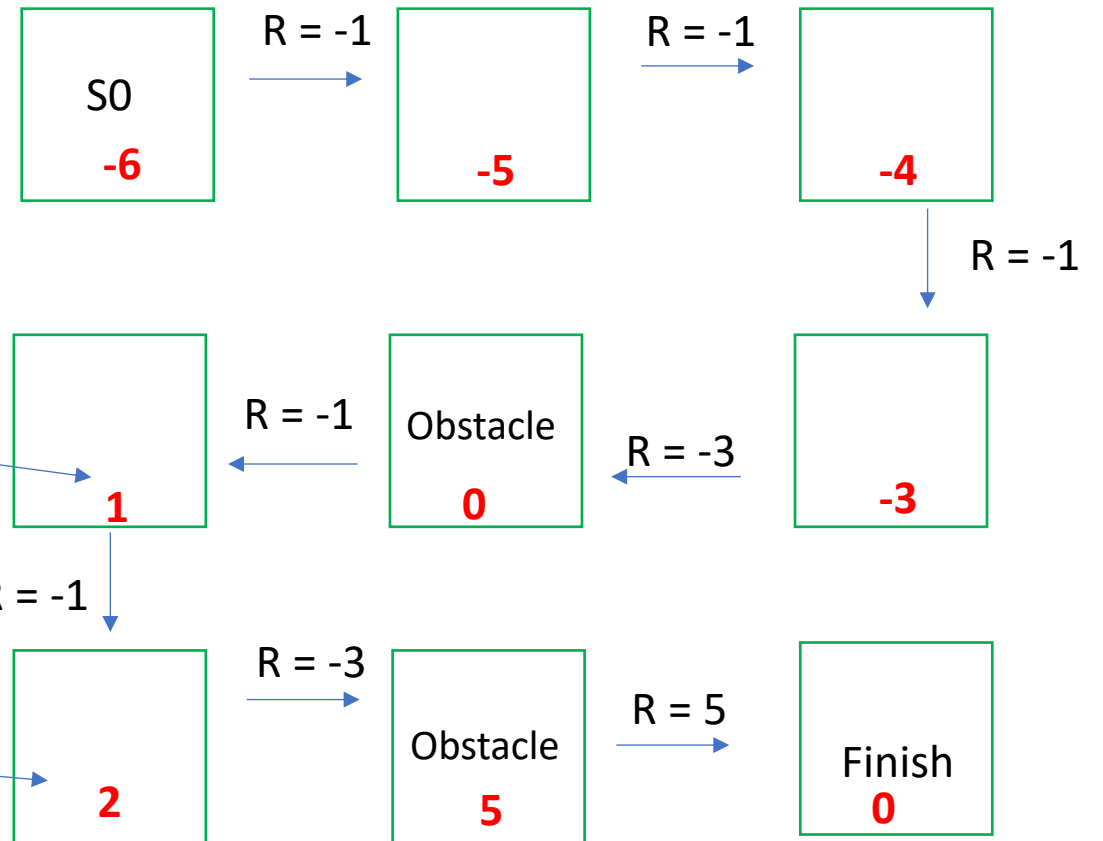 R = -1
R = -1
S0
-6
-5
-4
R = -1
R = -1
Obstacle
R = -3
1
0
-3
= -1
R = -3
R = 5
Obstacle
Finish
2
5
0